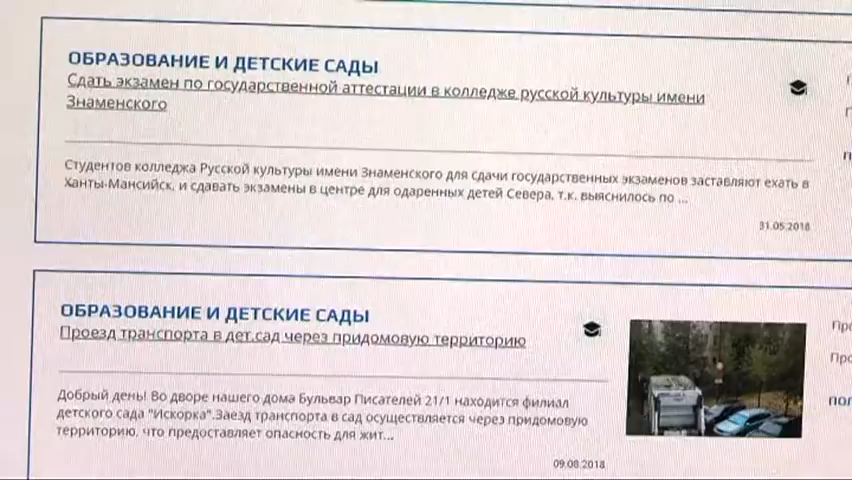 ОБРАЗОВАНИЕ И ДЕТСКИЕ САДЫ
Сдать экзамен по государственной аттестации в колледже русской культуры имени
Знаменского
Студентов колледжа Русской культуры имени Знаменского для сдачи государственных экзаменов заставляют ехать в
Ханты-Мансийск, и сдавать экзамены в центре для одаренных детей Севера, т.к. выяснилось по ...
31.05.2018
ОБРАЗОВАНИЕ И ДЕТСКИЕ САДЫ
Проезд транспорта в дет.сад через придомовую территорию
Добрый день! Во дворе нашего дома Бульвар Писателей 21/1 находится филиал
детского сада "Искорка".Заезд транспорта в сад осуществляется через придомовую
территорию, что предоставляет опасность для жит...
09.08.2018